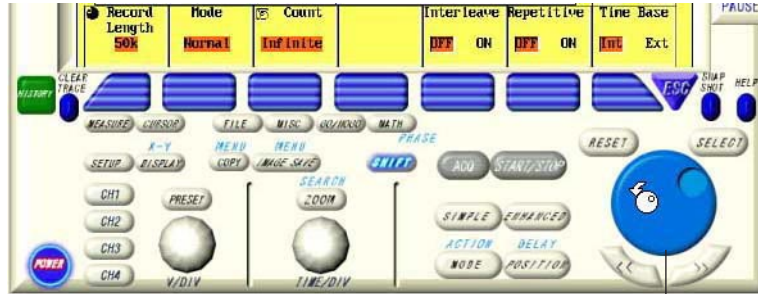 Record Length 50k
Mode Normal
Count Infinite
Interleave OFF ON
Repetitive OFF ON
Time Base Int Ext
PAUSE
HISTORY
CLEAR TRACE
ESC
SNAP SHOT
HELP
MEASURE CURSOR FILE MISC GO/NOGO MATH
PHASE
X-Y MENU MENU
SETUP DISPLAY COPY IMAGE SAVE SHIFT ACQ START/STOP
RESET SELECT
SEARCH
CH1 PRESET ZOOM
CH2
SIMPLE ENHANCED
CH3
ACTION DELAY
CH4
MODE POSITION
<< >>
POWER
V/DIV TIME/DIV